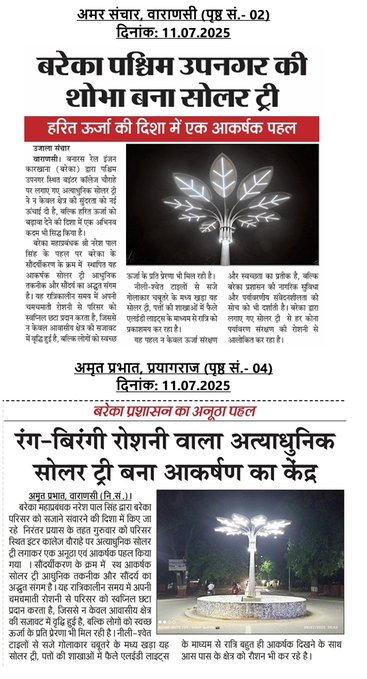 अमर संचार, वाराणसी (पृष्ठ सं.- 02)
दिनांक: 11.07.2025
बरेका पश्चिम उपनगर की
शोभा बना सोलर ट्री
हरित ऊर्जा की दिशा में एक आकर्षक पहल
उजाला संचार
वाराणसी। बनारस रेल इंजन
कारखाना (बरेका) द्वारा पश्चिम
उपनगर स्थित बइंटर कॉलेज चौराहे
पर लगाए गए अत्याधुनिक सोलर ट्री
ने न केवल क्षेत्र की सुंदरता को नई
ऊंचाई दी है, बल्कि हरित ऊर्जा को
बढ़ावा देने की दिशा में एक अभिनव
कदम भी सिद्ध किया है।
बरेका महाप्रबंधक श्री नरेश पाल
सिंह के पहल पर बरेका के
सौंदर्यीकरण के क्रम में स्थापित यह
आकर्षक सोलर ट्री आधुनिक
तकनीक और सौंदर्य का अद्भुत संगम
है। यह रात्रिकालीन समय में अपनी
चमचमाती रोशनी से परिसर को
स्वप्निल छटा प्रदान करता है, जिससे
न केवल आवासीय क्षेत्र की सजावट
में वृद्धि हुई है, बल्कि लोगों को स्वच्छ
ऊर्जा के प्रति प्रेरणा भी मिल रही है।
नीली-श्वेत टाइलों से सजे
गोलाकार चबूतरे के मध्य खड़ा यह
सोलर ट्री, पत्तों की शाखाओं में फैले
एलईडी लाइट्स के माध्यम से रात्रि को
प्रकाशमय कर रहा है।
यह पहल न केवल ऊर्जा संरक्षण
और स्वच्छता का प्रतीक है, बल्कि
बरेका प्रशासन की नागरिक सुविधा
और पर्यावरणीय संवेदनशीलता की
सोच को भी दर्शाती है। बरेका द्वारा
लगाए गए सोलर ट्री से हर कोना
पर्यावरण संरक्षण की रोशनी से
आलोकित कर रहा है।
अमृत प्रभात, प्रयागराज (पृष्ठ सं.- 04)
दिनांक: 11.07.2025
बरेका प्रशासन का अनूठा पहल
रंग-बिरंगी रोशनी वाला अत्याधुनिक
सोलर ट्री बना आकर्षण का केंद्र
अमृत प्रभात, वाराणसी (नि.सं.)।
बरेका महाप्रबंधक नरेश पाल सिंह द्वारा बरेका
परिसर को सजाने संवारने की दिशा में किए जा
रहे निरंतर प्रयास के तहत गुरुवार को परिसर
स्थित इंटर कालेज चौराहे पर अत्याधुनिक सोलर
ट्री लगाकर एक अनूठा एवं आकर्षक पहल किया
गया । सौंदर्यीकरण के क्रम में स्थ आकर्षक
सोलर ट्री आधुनिक तकनीक और सौंदर्य का
अद्भुत संगम है। यह रात्रिकालीन समय में अपनी
चमचमाती रोशनी से परिसर को स्वप्निल छटा
प्रदान करता है, जिससे न केवल आवासीय क्षेत्र
की सजावट में वृद्धि हुई है, बल्कि लोगों को स्वच्छ
ऊर्जा के प्रति प्रेरणा भी मिल रही है। नीली-श्वेत
टाइलों से सजे गोलाकार चबूतरे के मध्य खड़ा यह
सोलर ट्री, पत्तों की शाखाओं में फैले एलईडी लाइट्स
के माध्यम से रात्रि बहुत ही आकर्षक दिखने के साथ
आस पास के क्षेत्र को रौशन भी कर रहे है।